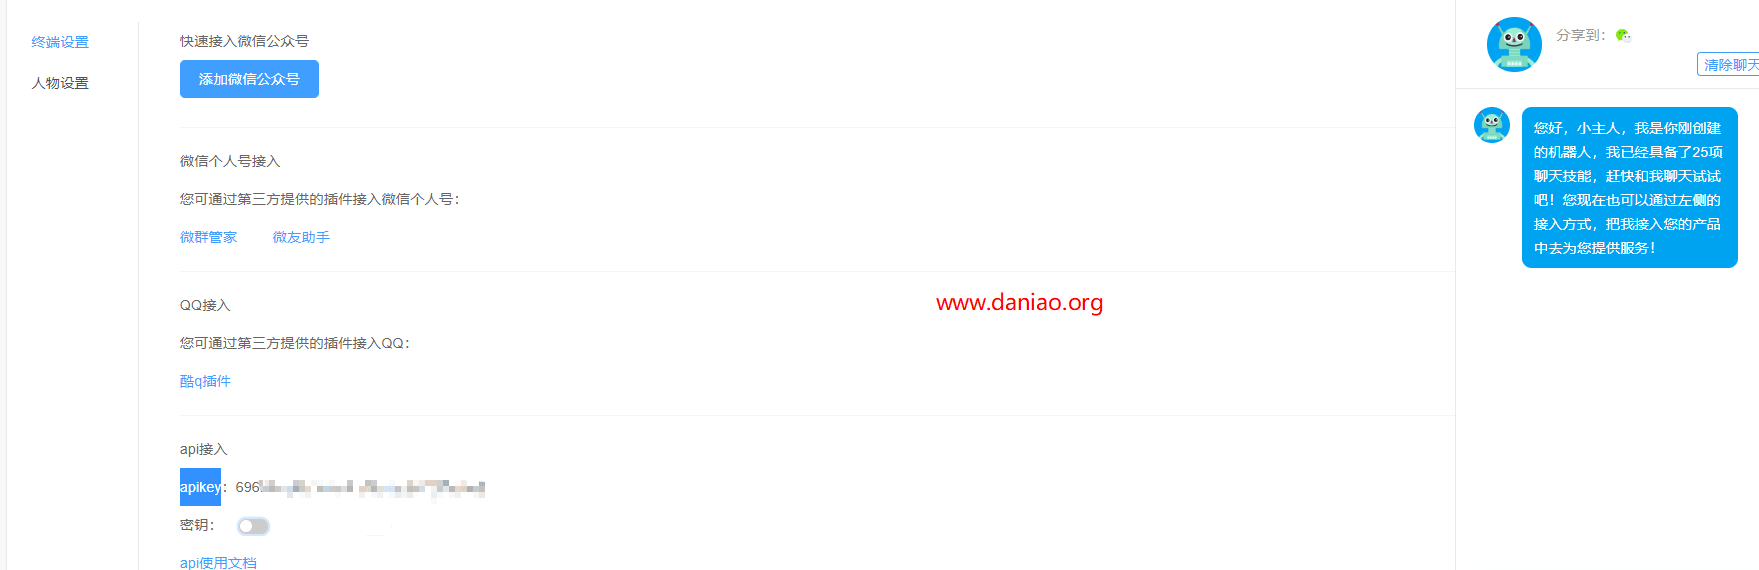 终端设置
人物设置
快速接入微信公众号
添加微信公众号
微信个人号接入
您可通过第三方提供的插件接入微信个人号：
微群管家 微友助手
QQ接入
您可通过第三方提供的插件接入QQ：
酷q插件
api接入
apikey：696
密钥：
api使用文档
www.daniao.org
分享到：
清除聊天
您好，小主人，我是你刚创建
的机器人，我已经具备了25项
聊天技能，赶快和我聊天试试
吧！您现在也可以通过左侧的
接入方式，把我接入您的产品
中去为您提供服务！